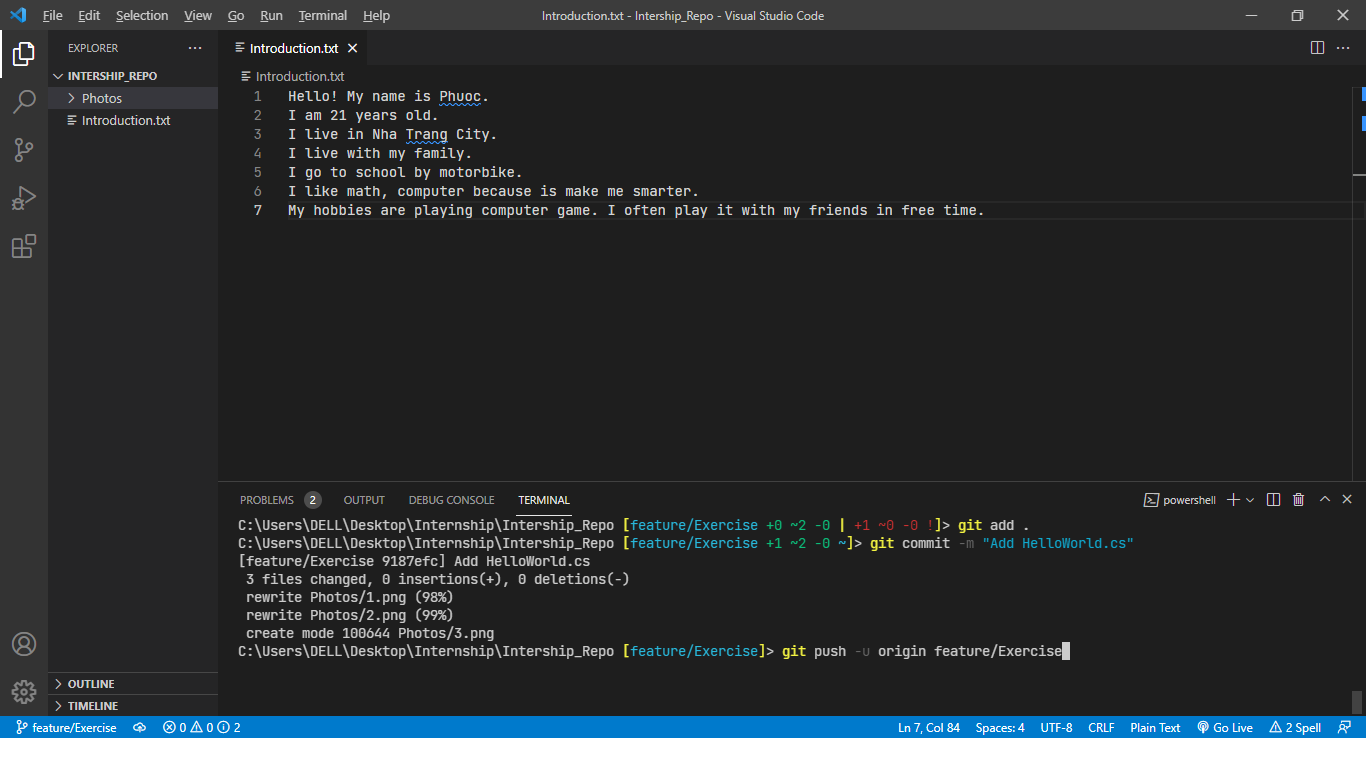 File Edit Selection View Go Run Terminal Help Introduction.txt - Intership_Repo - Visual Studio Code
EXPLORER
INTERSHIP_REPO
Photos
Introduction.txt
OUTLINE
TIMELINE
Introduction.txt
Introduction.txt
1 Hello! My name is Phuoc.
2 I am 21 years old.
3 I live in Nha Trang City.
4 I live with my family.
5 I go to school by motorbike.
6 I like math, computer because is make me smarter.
7 My hobbies are playing computer game. I often play it with my friends in free time.
PROBLEMS 2 OUTPUT DEBUG CONSOLE TERMINAL powershell
C:\Users\DELL\Desktop\Internship\Intership_Repo [feature/Exercise +0 ~2 -0 | +1 ~0 -0 !]> git add .
C:\Users\DELL\Desktop\Internship\Intership_Repo [feature/Exercise +1 ~2 -0 ~]> git commit -m "Add HelloWorld.cs"
[feature/Exercise 9187efc] Add HelloWorld.cs
3 files changed, 0 insertions(+), 0 deletions(-)
rewrite Photos/1.png (98%)
rewrite Photos/2.png (99%)
create mode 100644 Photos/3.png
C:\Users\DELL\Desktop\Internship\Intership_Repo [feature/Exercise]> git push -u origin feature/Exercise
feature/Exercise 0 0 2 Ln 7, Col 84 Spaces: 4 UTF-8 CRLF Plain Text Go Live 2 Spell